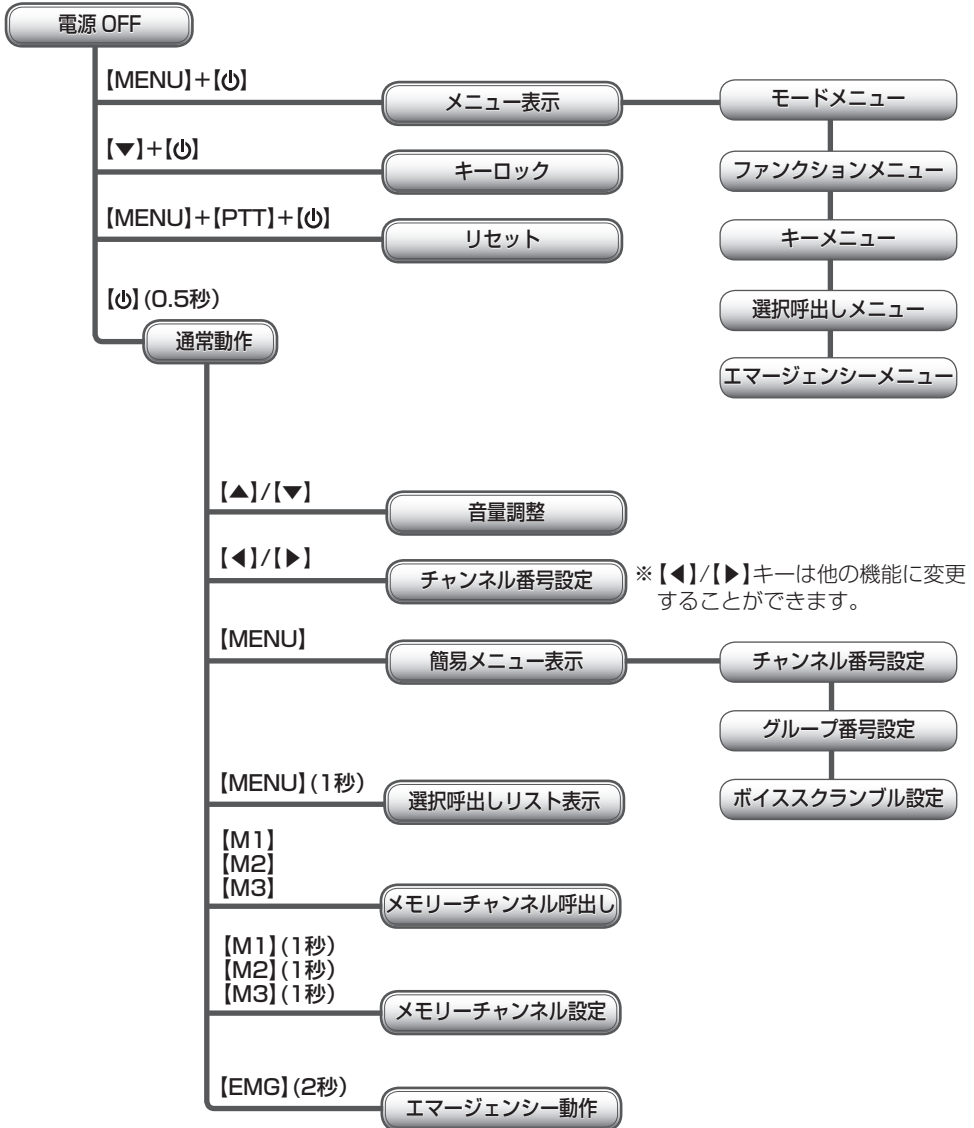 電源 OFF
【MENU】+【⏻】
メニュー表示
モードメニュー
【▼】+【⏻】
キーロック
ファンクションメニュー
【MENU】+【PTT】+【⏻】
リセット
キーメニュー
【⏻】(0.5秒)
通常動作
選択呼出しメニュー
エマージェンシーメニュー
【▲】/【▼】
音量調整
【◀】/【▶】
チャンネル番号設定
※【◀】/【▶】キーは他の機能に変更
することができます。
【MENU】
簡易メニュー表示
チャンネル番号設定
グループ番号設定
ボイススクランブル設定
【MENU】(1秒)
選択呼出しリスト表示
【M1】
【M2】
【M3】
メモリーチャンネル呼出し
【M1】(1秒)
【M2】(1秒)
【M3】(1秒)
メモリーチャンネル設定
【EMG】(2秒)
エマージェンシー動作